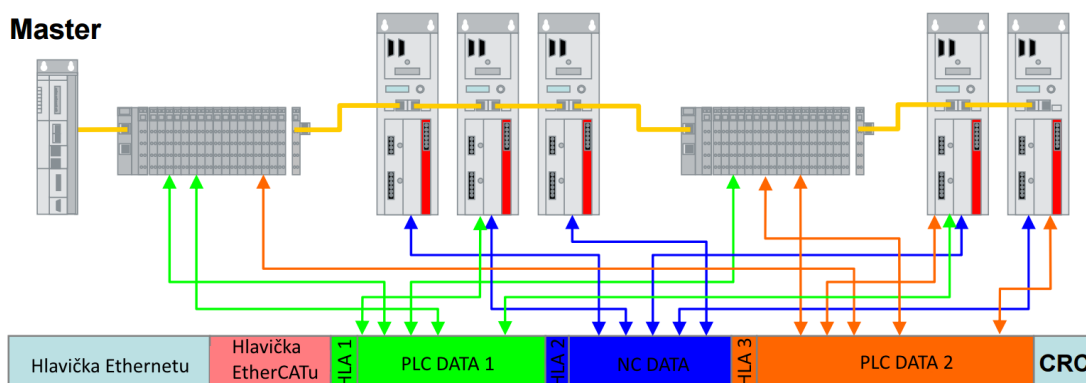 Master
Hlavička Ethernetu
Hlavička
EtherCATu
HLA 1
PLC DATA 1
HLA 2
NC DATA
HLA 3
PLC DATA 2
CRC